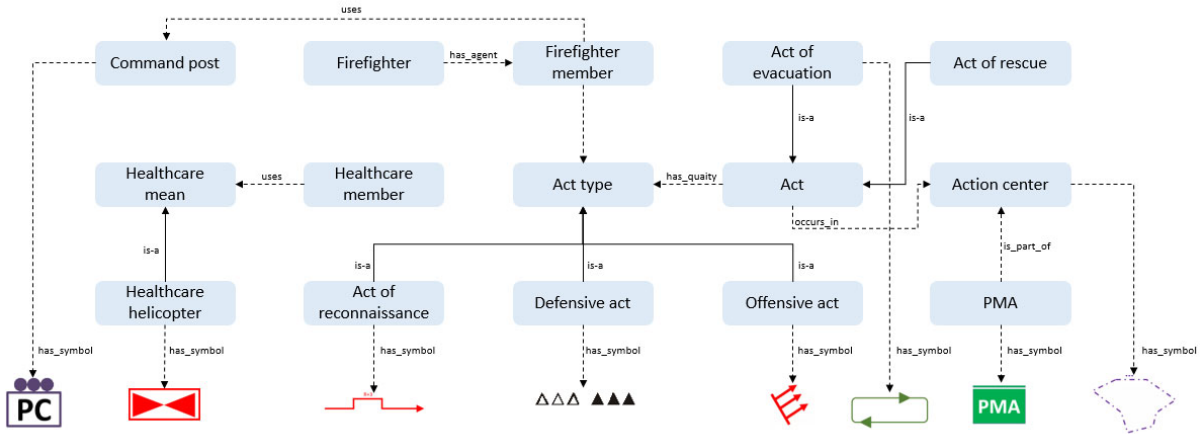 uses
Command post
Firefighter
has_agent
Firefighter
member
Act of
evacuation
Act of rescue
is-a
is-a
Healthcare
mean
uses
Healthcare
member
Act type
has_quaity
Act
Action center
occurs_in
is-a
is-a
is-a
is-a
is_part_of
Healthcare
helicopter
Act of
reconnaissance
Defensive act
Offensive act
PMA
has_symbol
has_symbol
has_symbol
has_symbol
has_symbol
has_symbol
has_symbol
has_symbol
PC
PMA